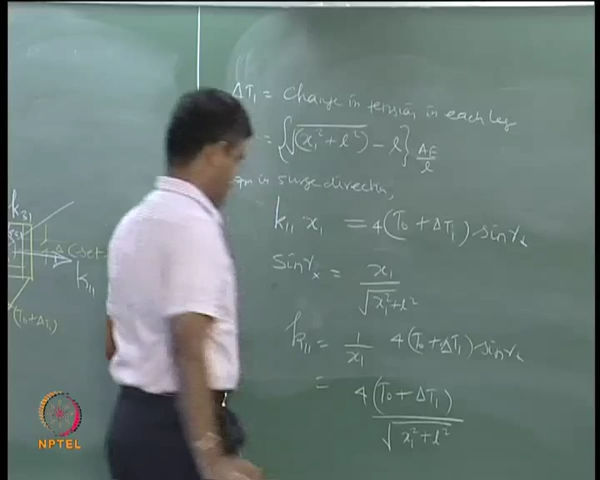 ΔT₁ = Change in tension in each leg
= {√(x₁² + l²) - l} AE/l
in surge direction,
k₁₁ x₁ = 4(T₀ + ΔT₁) sin γₓ
sin γₓ = x₁ / √x₁² + l²
k₁₁ = 1/x₁ 4(T₀ + ΔT₁) sin γₓ
= 4(T₀ + ΔT₁) / √x₁² + l²
k₃₁
k₁₁
(T₀ + ΔT₁)
NPTEL